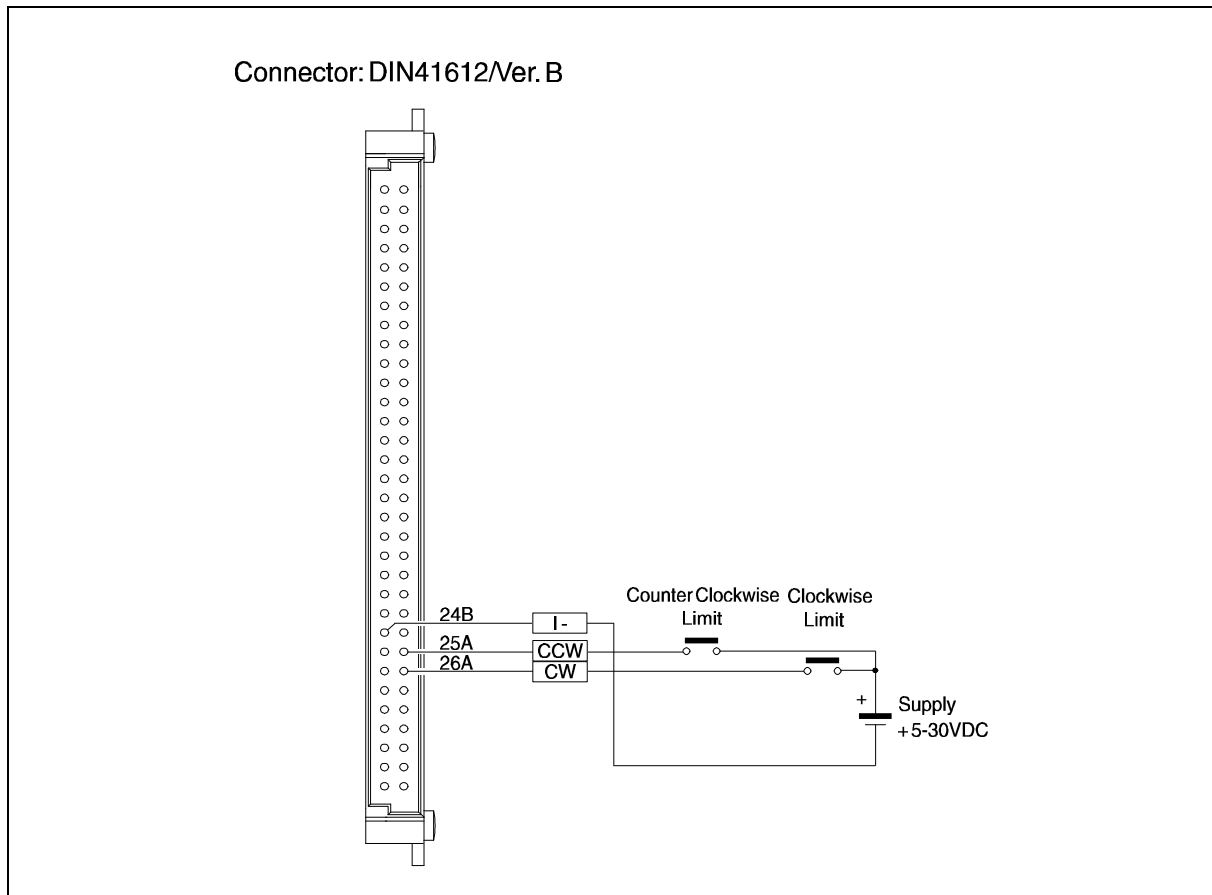 Connector: DIN41612/Ver. B
24B
I-
25A
CCW
26A
CW
Counter Clockwise
Limit
Clockwise
Limit
+
Supply
+5-30VDC